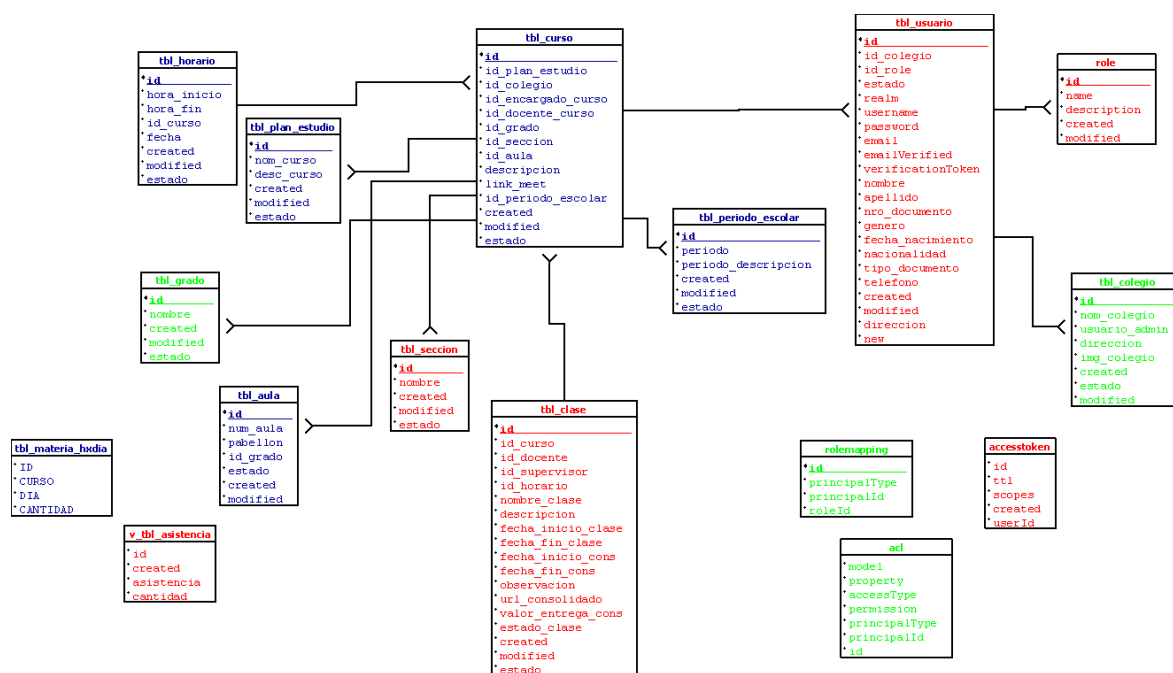 tbl_horario
id
hora_inicio
hora_fin
id_curso
fecha
created
modified
estado
tbl_plan_estudio
id
nom_curso
desc_curso
created
modified
estado
tbl_curso
id
id_plan_estudio
id_colegio
id_encargado_curso
id_docente_curso
id_grado
id_seccion
id_aula
descripcion
link_meet
id_periodo_escolar
created
modified
estado
tbl_usuario
id
id_colegio
id_role
estado
realm
username
password
email
emailVerified
verificationToken
nombre
apellido
nro_documento
genero
fecha_nacimiento
nacionalidad
tipo_documento
telefono
created
modified
direccion
new
role
id
name
description
created
modified
tbl_periodo_escolar
id
periodo
periodo_descripcion
created
modified
estado
tbl_colegio
id
nom_colegio
usuario_admin
direccion
img_colegio
created
estado
modified
tbl_grado
id
nombre
created
modified
estado
tbl_seccion
id
nombre
created
modified
estado
tbl_aula
id
num_aula
pabellon
id_grado
estado
created
modified
tbl_clase
id
id_curso
id_docente
id_supervisor
id_horario
nombre_clase
descripcion
fecha_inicio_clase
fecha_fin_clase
fecha_inicio_cons
fecha_fin_cons
observacion
url_consolidado
valor_entrega_cons
estado_clase
created
modified
estado
tbl_materia_hxdia
ID
CURSO
DIA
CANTIDAD
v_tbl_asistencia
id
created
asistencia
cantidad
rolemapping
id
principalType
principalId
roleId
accesstoken
id
ttl
scopes
created
userId
acl
model
property
accessType
permission
principalType
principalId
id